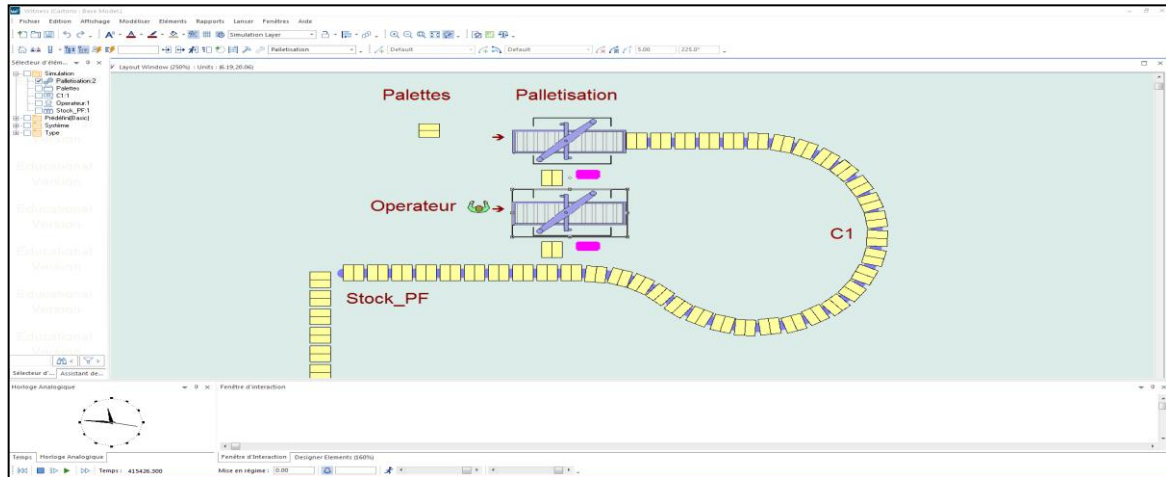 Witness (Cartons : Base Model)
Fichier Edition Affichage Modéliser Eléments Rapports Lancer Fenêtres Aide
Simulation Layer
Palletisation Default Default 5.00 225.0°
Sélecteur d'élém...
Layout Window (250%) - Units : (6.19,20.06)
Simulation
Palletisation:2
Palettes
C1:1
Operateur:1
Stock_PF:1
Prédéfini(Basic)
Système
Type
Palettes Palletisation
Operateur
C1
Stock_PF
Educational
Version
Educational
Version
Educational
Version
Educational
Version
Educational
Sélecteur d'... Assistant de...
Horloge Analogique Fenêtre d'interaction
Temps Horloge Analogique Fenêtre d'Interaction Designer Elements (160%)
Temps : 415426.300 Mise en régime : 0.00